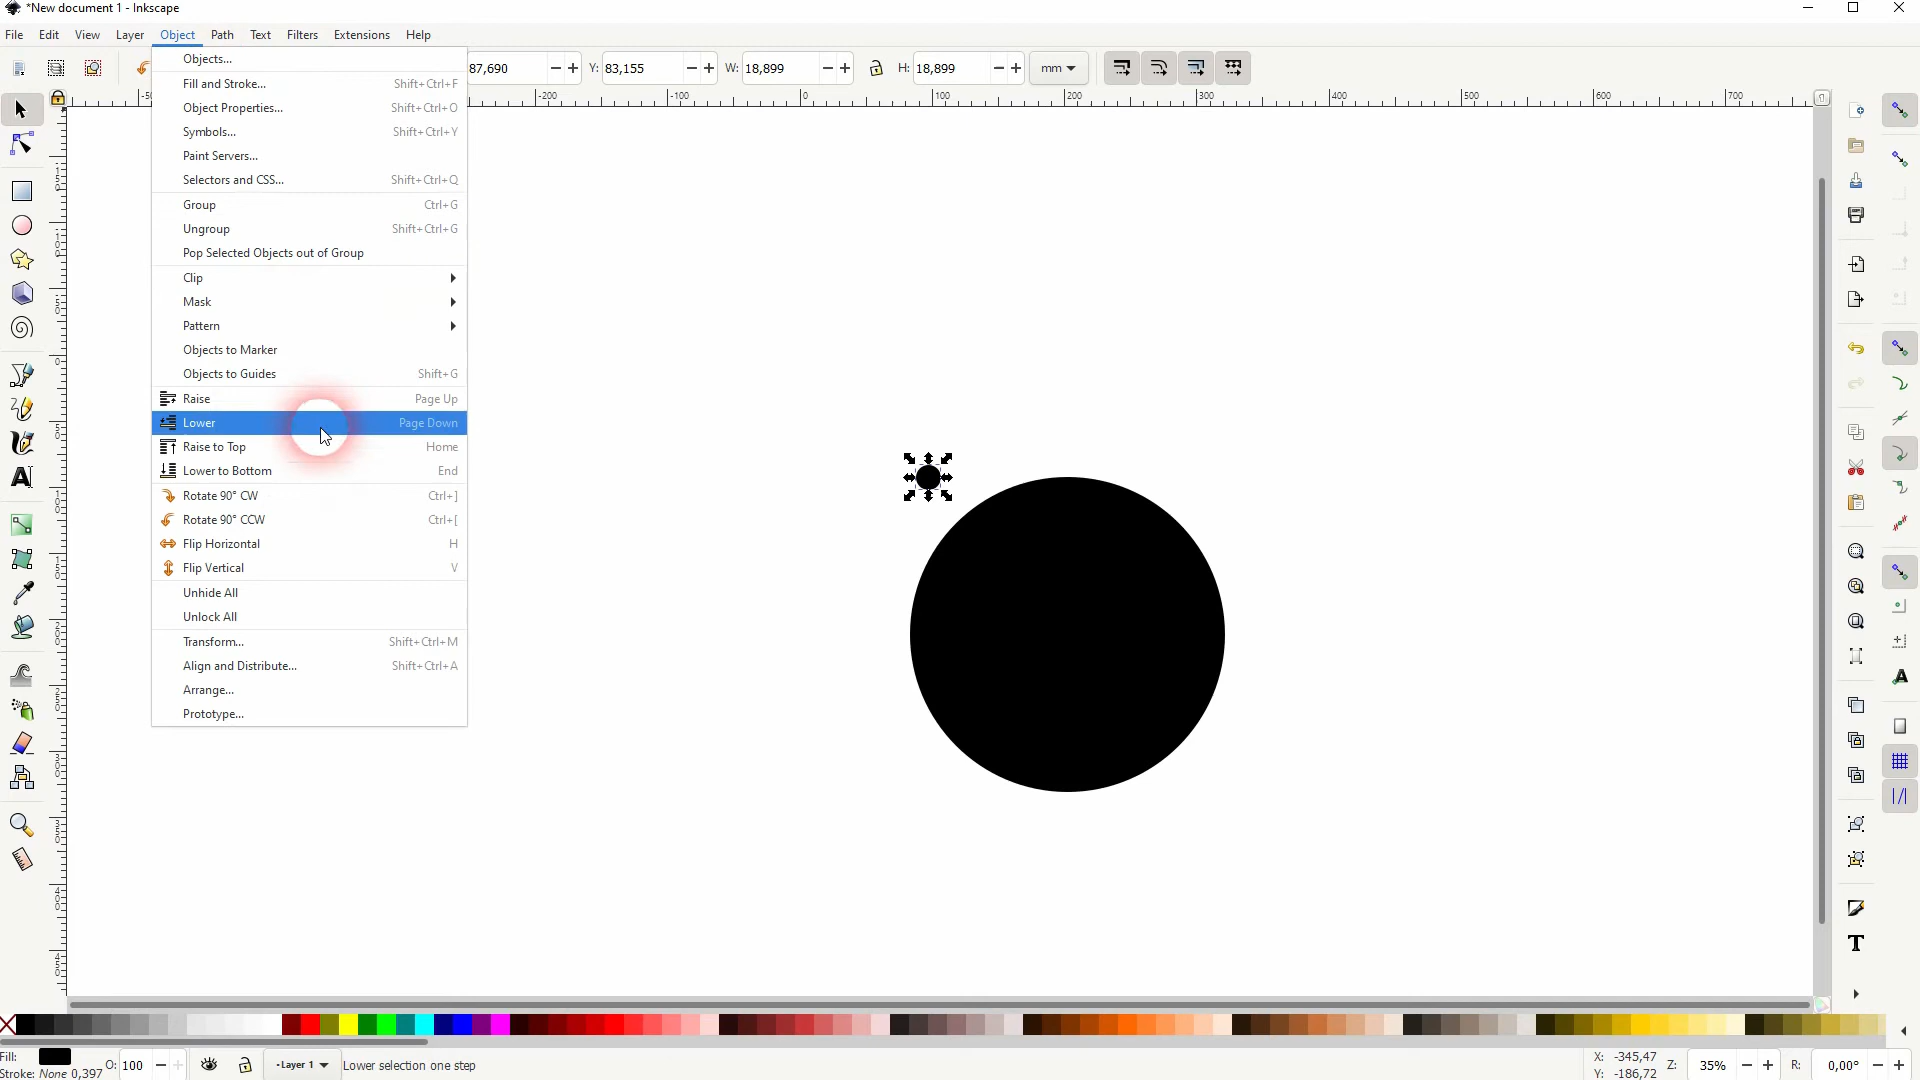 *New document 1 - Inkscape
File Edit View Layer Object Path Text Filters Extensions Help
87,690 Y: 83,155 W: 18,899 H: 18,899 mm
Objects...
Fill and Stroke... Shift+Ctrl+F
Object Properties... Shift+Ctrl+O
Symbols... Shift+Ctrl+Y
Paint Servers...
Selectors and CSS... Shift+Ctrl+Q
Group Ctrl+G
Ungroup Shift+Ctrl+G
Pop Selected Objects out of Group
Clip
Mask
Pattern
Objects to Marker
Objects to Guides Shift+G
Raise Page Up
Lower Page Down
Raise to Top Home
Lower to Bottom End
Rotate 90° CW Ctrl+]
Rotate 90° CCW Ctrl+[
Flip Horizontal H
Flip Vertical V
Unhide All
Unlock All
Transform... Shift+Ctrl+M
Align and Distribute... Shift+Ctrl+A
Arrange...
Prototype...
-200 -100 0 100 200 300 400 500 600 700
Fill: O: 100 Layer 1 Lower selection one step X: -345,47 Z: 35% R: 0,00°
Stroke: None 0,397 Y: -186,72